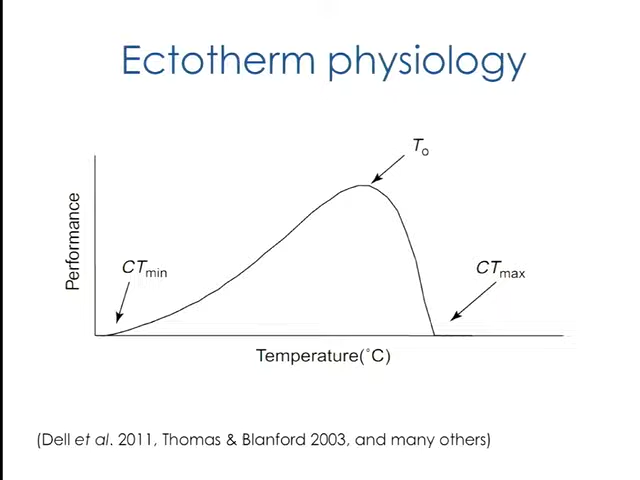 Ectotherm physiology
To
Performance
CTmin
CTmax
Temperature(˚C)
(Dell et al. 2011, Thomas & Blanford 2003, and many others)